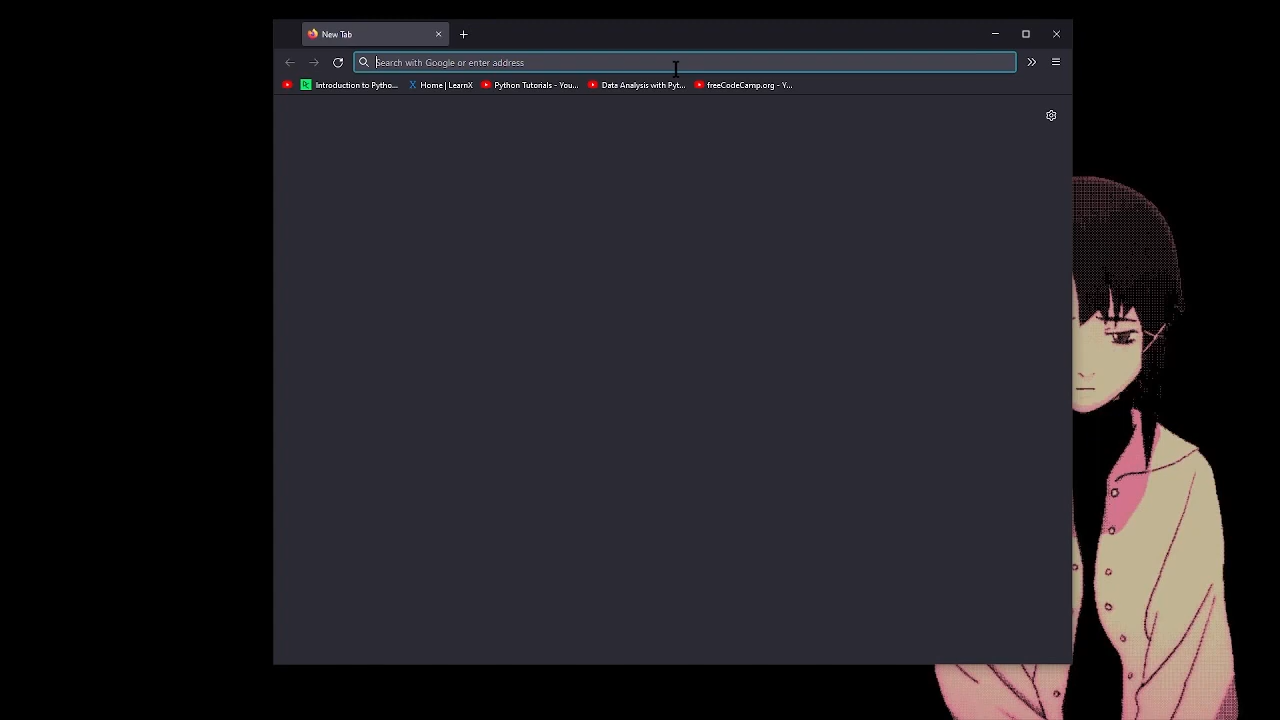 New Tab
Search with Google or enter address
Introduction to Pytho...
Home | LearnX
Python Tutorials - You...
Data Analysis with Pyt...
freeCodeCamp.org - Y...